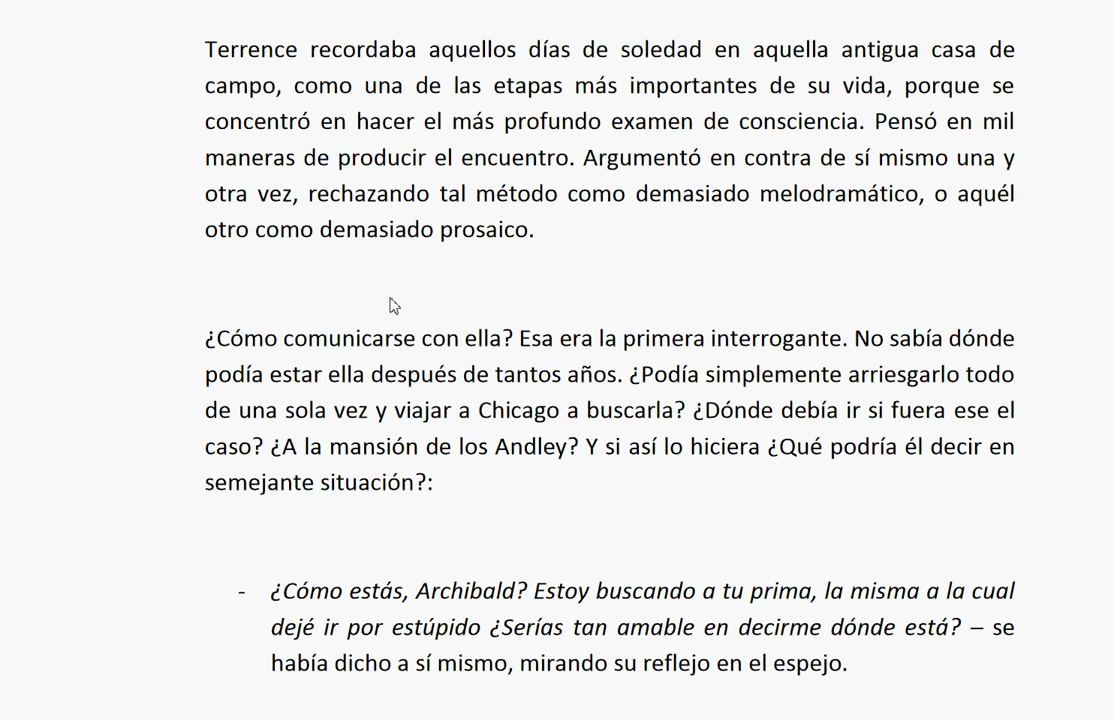 Terrence recordaba aquellos días de soledad en aquella antigua casa de
campo, como una de las etapas más importantes de su vida, porque se
concentró en hacer el más profundo examen de consciencia. Pensó en mil
maneras de producir el encuentro. Argumentó en contra de sí mismo una y
otra vez, rechazando tal método como demasiado melodramático, o aquél
otro como demasiado prosaico.
¿Cómo comunicarse con ella? Esa era la primera interrogante. No sabía dónde
podía estar ella después de tantos años. ¿Podía simplemente arriesgarlo todo
de una sola vez y viajar a Chicago a buscarla? ¿Dónde debía ir si fuera ese el
caso? ¿A la mansión de los Andley? Y si así lo hiciera ¿Qué podría él decir en
semejante situación?:
- ¿Cómo estás, Archibald? Estoy buscando a tu prima, la misma a la cual
dejé ir por estúpido ¿Serías tan amable en decirme dónde está? – se
había dicho a sí mismo, mirando su reflejo en el espejo.